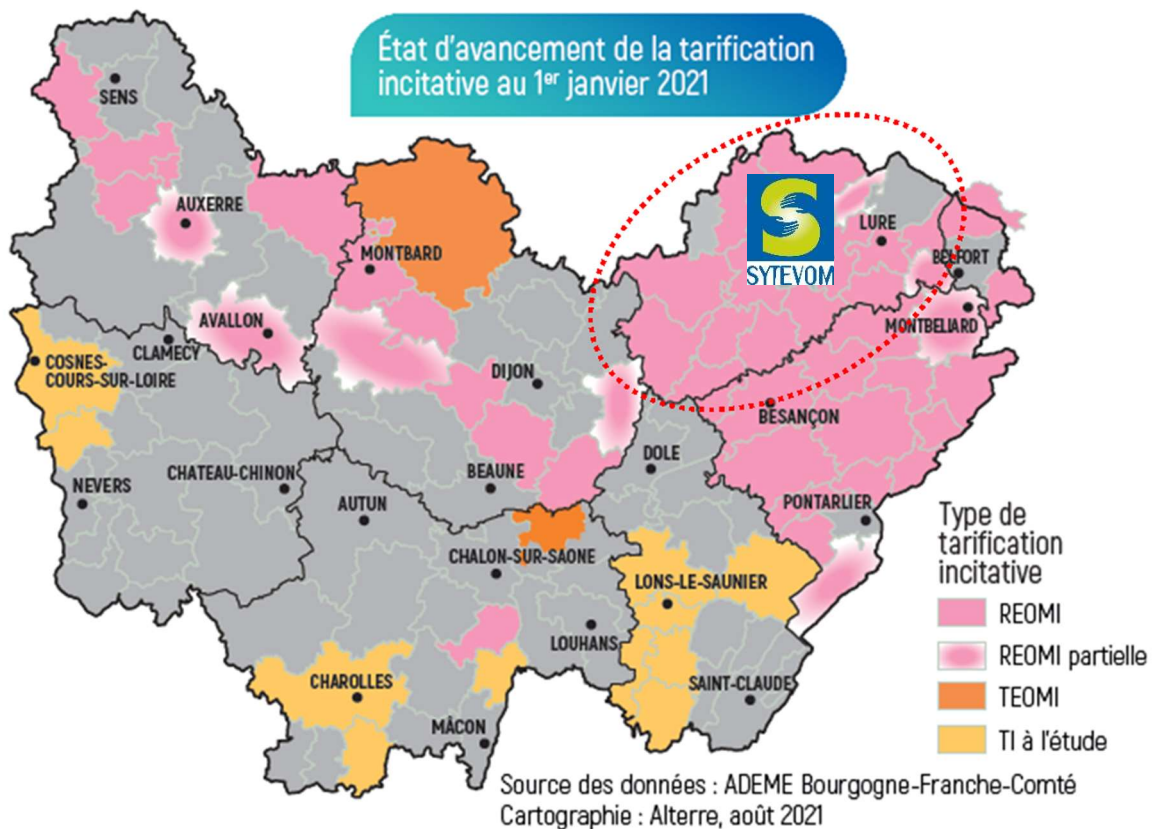 État d'avancement de la tarification
incitative au 1er janvier 2021
SENS
AUXERRE
MONTBARD
AVALLON
CLAMECY
COSNES-
COURS-SUR-LOIRE
S
SYTEVOM
LURE
BELFORT
MONTBELIARD
DIJON
BESANÇON
DOLE
NEVERS
CHATEAU-CHINON
BEAUNE
AUTUN
PONTARLIER
CHALON-SUR-SAONE
LONS-LE-SAUNIER
LOUHANS
CHAROLLES
SAINT-CLAUDE
MÂCON
Type de
tarification
incitative
REOMI
REOMI partielle
TEOMI
TI à l'étude
Source des données : ADEME Bourgogne-Franche-Comté
Cartographie : Alterre, août 2021